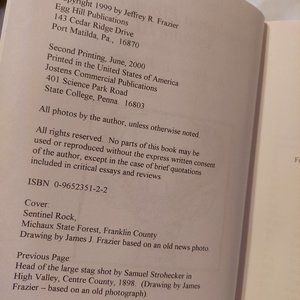 Copyright 1999 by Jeffrey R. Frazier
Egg Hill Publications
143 Cedar Ridge Drive
Port Matilda, Pa., 16870
Second Printing, June, 2000
Printed in the United States of America
Jostens Commercial Publications
401 Science Park Road
State College, Penna. 16803
All photos by the author, unless otherwise noted.
All rights reserved. No parts of this book may be
used or reproduced without the express written consent
of the author, except in the case of brief quotations
included in critical essays and reviews.
ISBN 0-9652351-2-2
Cover:
Sentinel Rock,
Michaux State Forest, Franklin County
Drawing by James J. Frazier based on an old news photo.
Previous Page:
Head of the large stag shot by Samuel Strohecker in
High Valley, Centre County, 1898. (Drawing by James
Frazier – based on an old photograph).